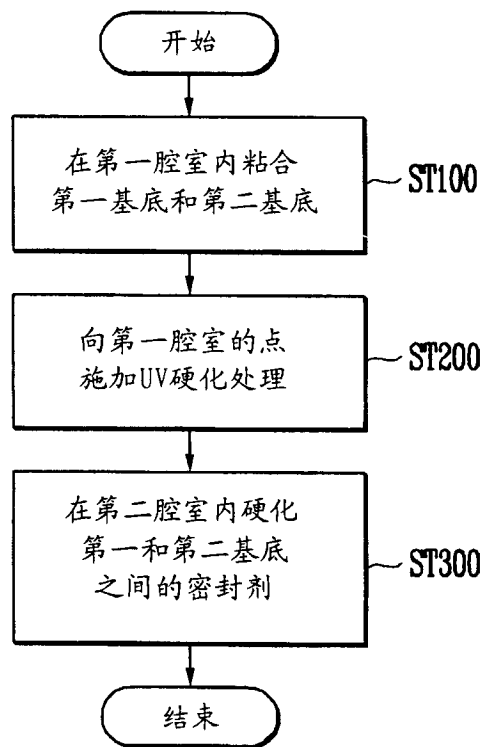 开始
在第一腔室内粘合
第一基底和第二基底
ST100
向第一腔室的点
施加UV硬化处理
ST200
在第二腔室内硬化
第一和第二基底
之间的密封剂
ST300
结束